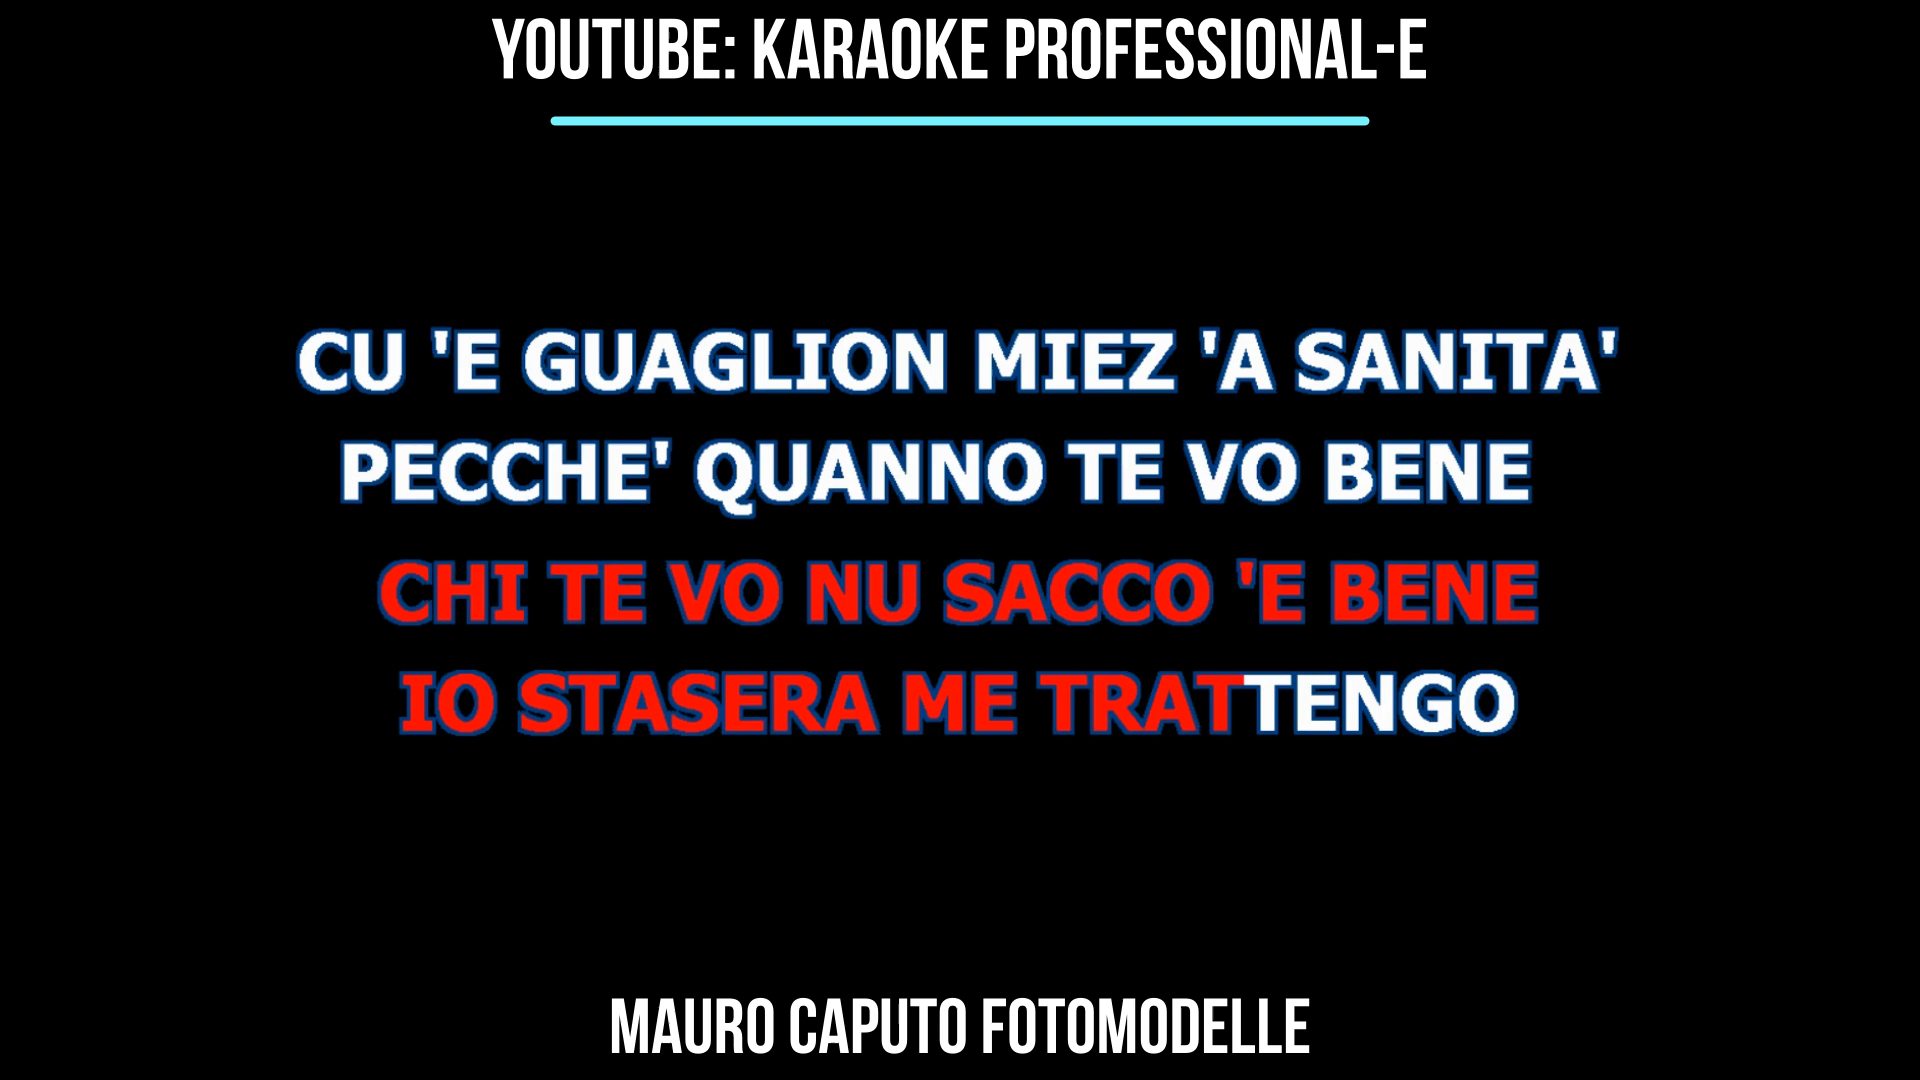 YOUTUBE: KARAOKE PROFESSIONAL-E
CU 'E GUAGLION MIEZ 'A SANITA'
PECCHE' QUANNO TE VO BENE
CHI TE VO NU SACCO 'E BENE
IO STASERA ME TRATTENGO
MAURO CAPUTO FOTOMODELLE